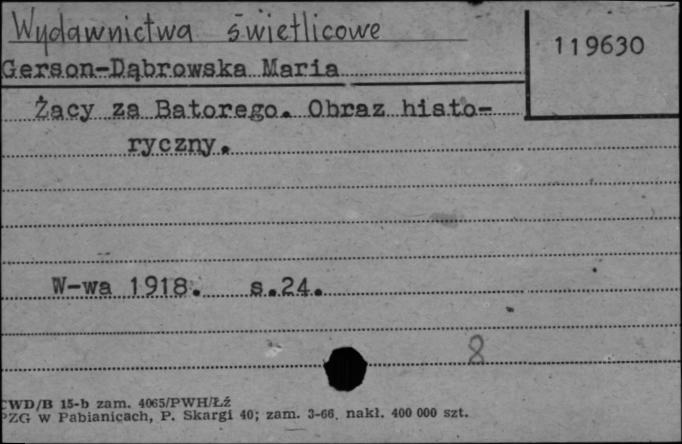 Wydawnictwa świetlicowe
119630
Gerson-Dąbrowska Maria
Żacy za Batorego. Obraz histo-
ryczny.
W-wa 1918. s.24.
8
CWD/B 15-b zam. 4065/PWH/Łź
PZG w Pabianicach, P. Skargi 40; zam. 3-66. nakł. 400 000 szt.